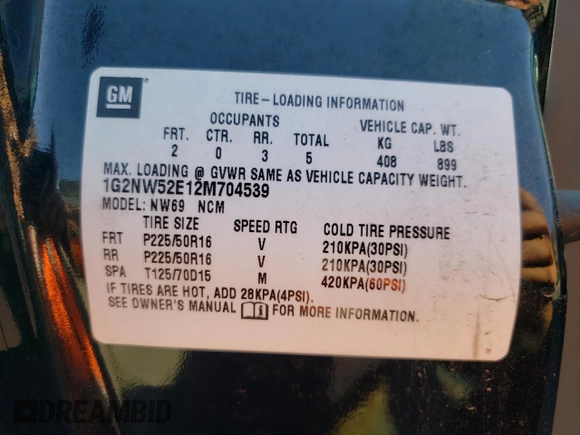 GM
TIRE-LOADING INFORMATION
OCCUPANTS VEHICLE CAP. WT.
FRT. CTR. RR. TOTAL KG LBS
2 0 3 5 408 899
MAX. LOADING @ GVWR SAME AS VEHICLE CAPACITY WEIGHT.
1G2NW52E12M704539
MODEL: NW69 NCM
TIRE SIZE SPEED RTG COLD TIRE PRESSURE
FRT P225/50R16 V 210KPA(30PSI)
RR P225/50R16 V 210KPA(30PSI)
SPA T125/70D15 M 420KPA(60PSI)
IF TIRES ARE HOT, ADD 28KPA(4PSI).
SEE OWNER'S MANUAL FOR MORE INFORMATION.
DREAMBID